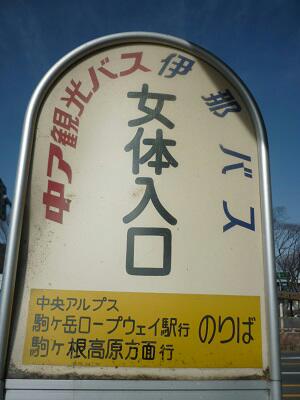 中ア観光バス
伊那バス
女体入口
中央アルプス
駒ヶ岳ロープウェイ駅行
駒ヶ根高原方面行
のりば